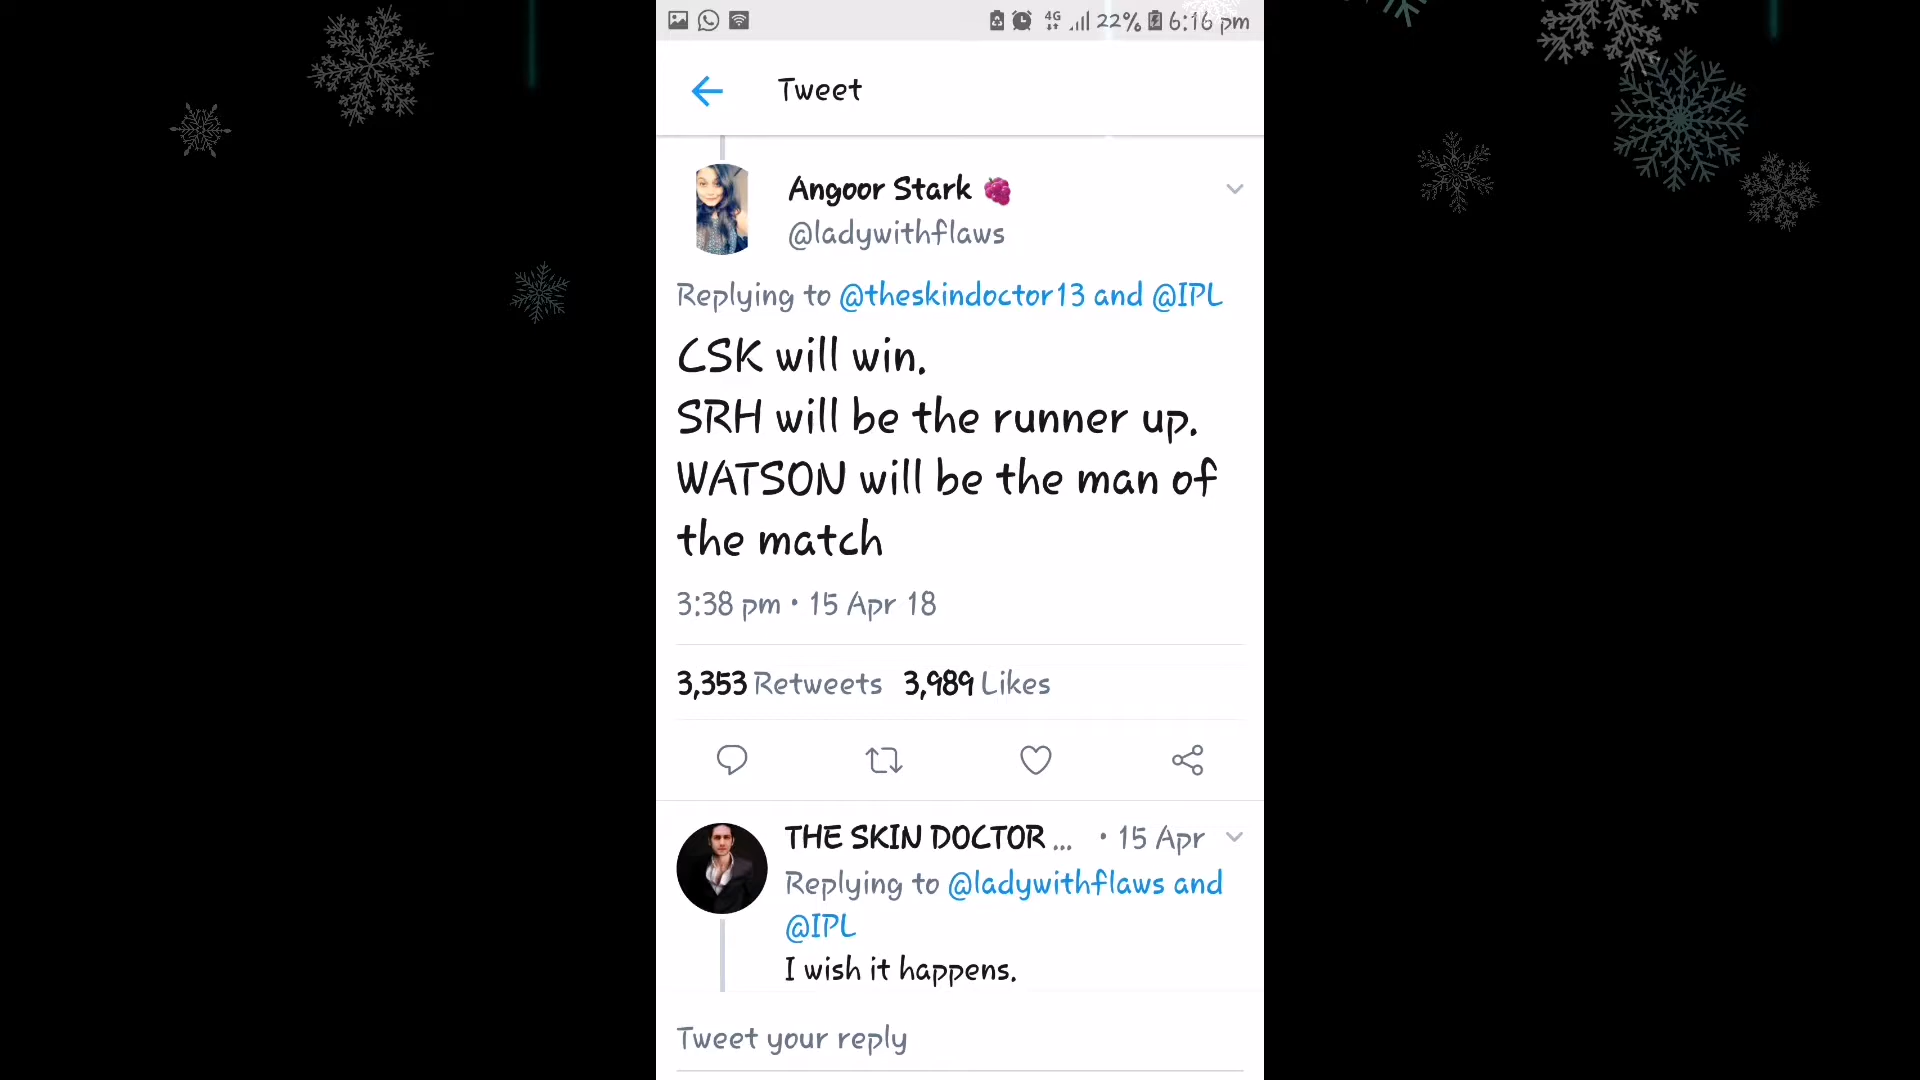 4G 22% 6:16 pm
Tweet
Angoor Stark
@ladywithflaws
Replying to @theskindoctor13 and @IPL
CSK will win.
SRH will be the runner up.
WATSON will be the man of
the match
3:38 pm • 15 Apr 18
3,353 Retweets 3,989 Likes
THE SKIN DOCTOR ... • 15 Apr
Replying to @ladywithflaws and
@IPL
I wish it happens.
Tweet your reply